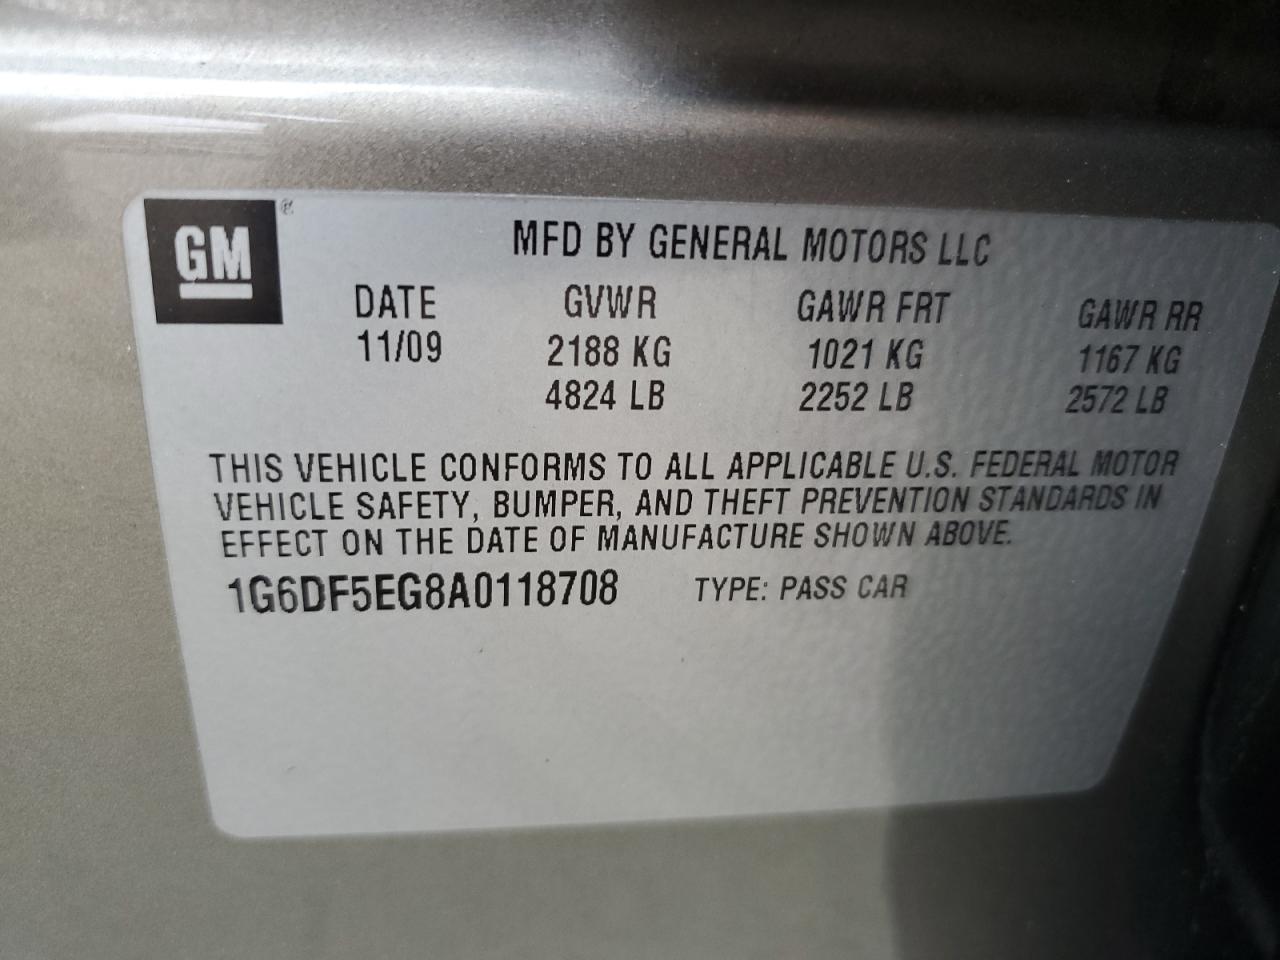 GM ®
MFD BY GENERAL MOTORS LLC
DATE GVWR GAWR FRT GAWR RR
11/09 2188 KG 1021 KG 1167 KG
4824 LB 2252 LB 2572 LB
THIS VEHICLE CONFORMS TO ALL APPLICABLE U.S. FEDERAL MOTOR
VEHICLE SAFETY, BUMPER, AND THEFT PREVENTION STANDARDS IN
EFFECT ON THE DATE OF MANUFACTURE SHOWN ABOVE.
1G6DF5EG8A0118708 TYPE: PASS CAR